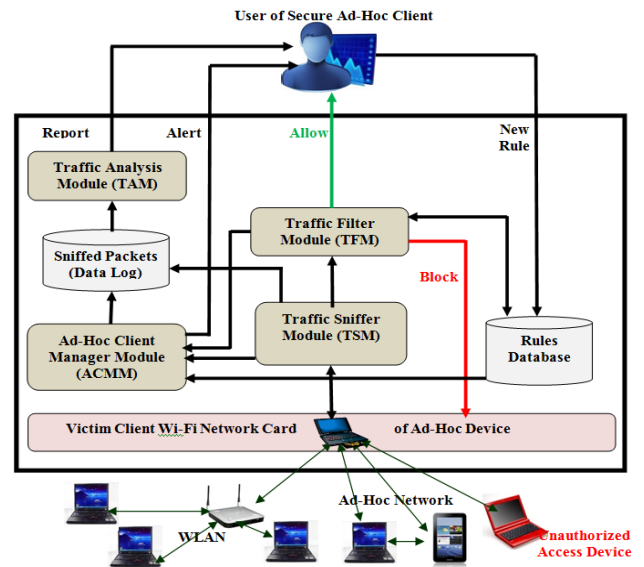 User of Secure Ad-Hoc Client
Report
Alert
Allow
New
Rule
Traffic Analysis
Module (TAM)
Traffic Filter
Module (TFM)
Sniffed Packets
(Data Log)
Block
Traffic Sniffer
Module (TSM)
Ad-Hoc Client
Manager Module
(ACMM)
Rules
Database
Victim Client Wi-Fi Network Card
of Ad-Hoc Device
Ad-Hoc Network
WLAN
Unauthorized
Access Device